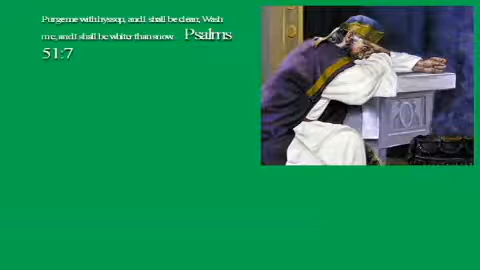 Purge me with hyssop, and I shall be clean; Wash
me, and I shall be whiter than snow. Psalms
51:7